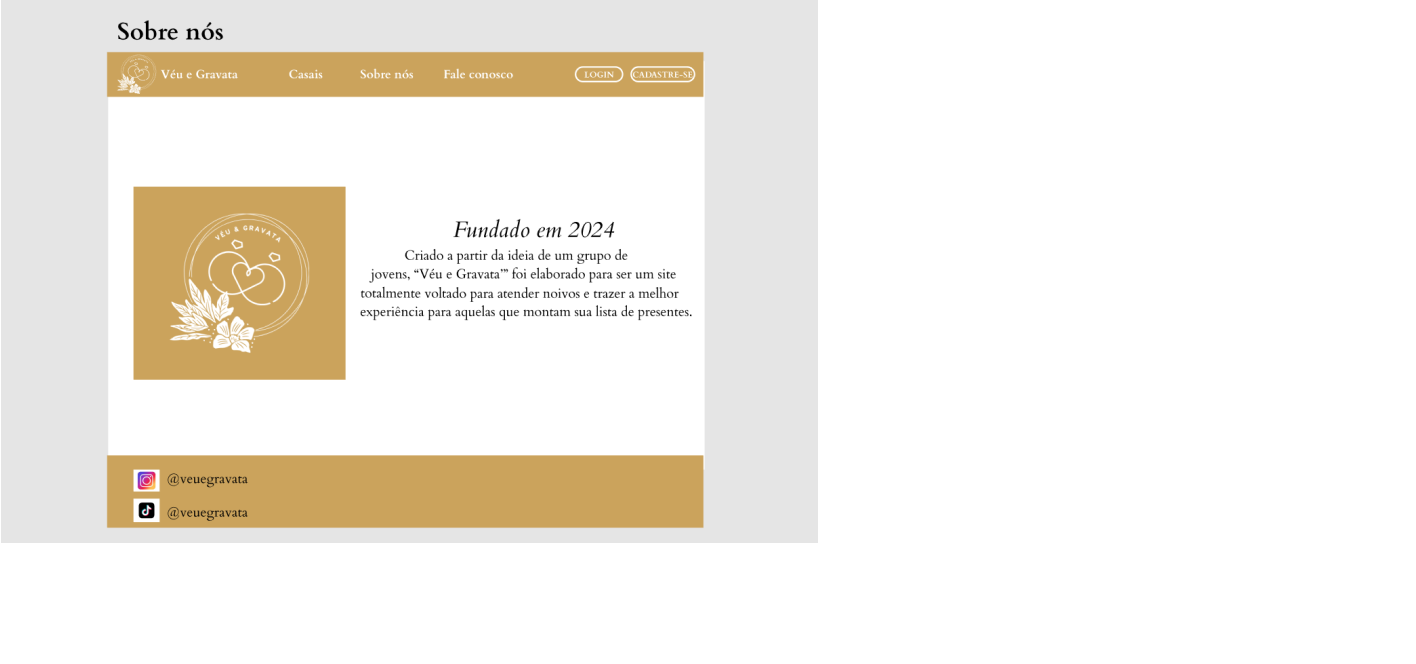 Sobre nós
Véu e Gravata
Casais
Sobre nós
Fale conosco
LOGIN
CADASTRE-SE
VÉU & GRAVATA
Fundado em 2024
Criado a partir da ideia de um grupo de
jovens, “Véu e Gravata’” foi elaborado para ser um site
totalmente voltado para atender noivos e trazer a melhor
experiência para aquelas que montam sua lista de presentes.
@veuegravata
@veuegravata